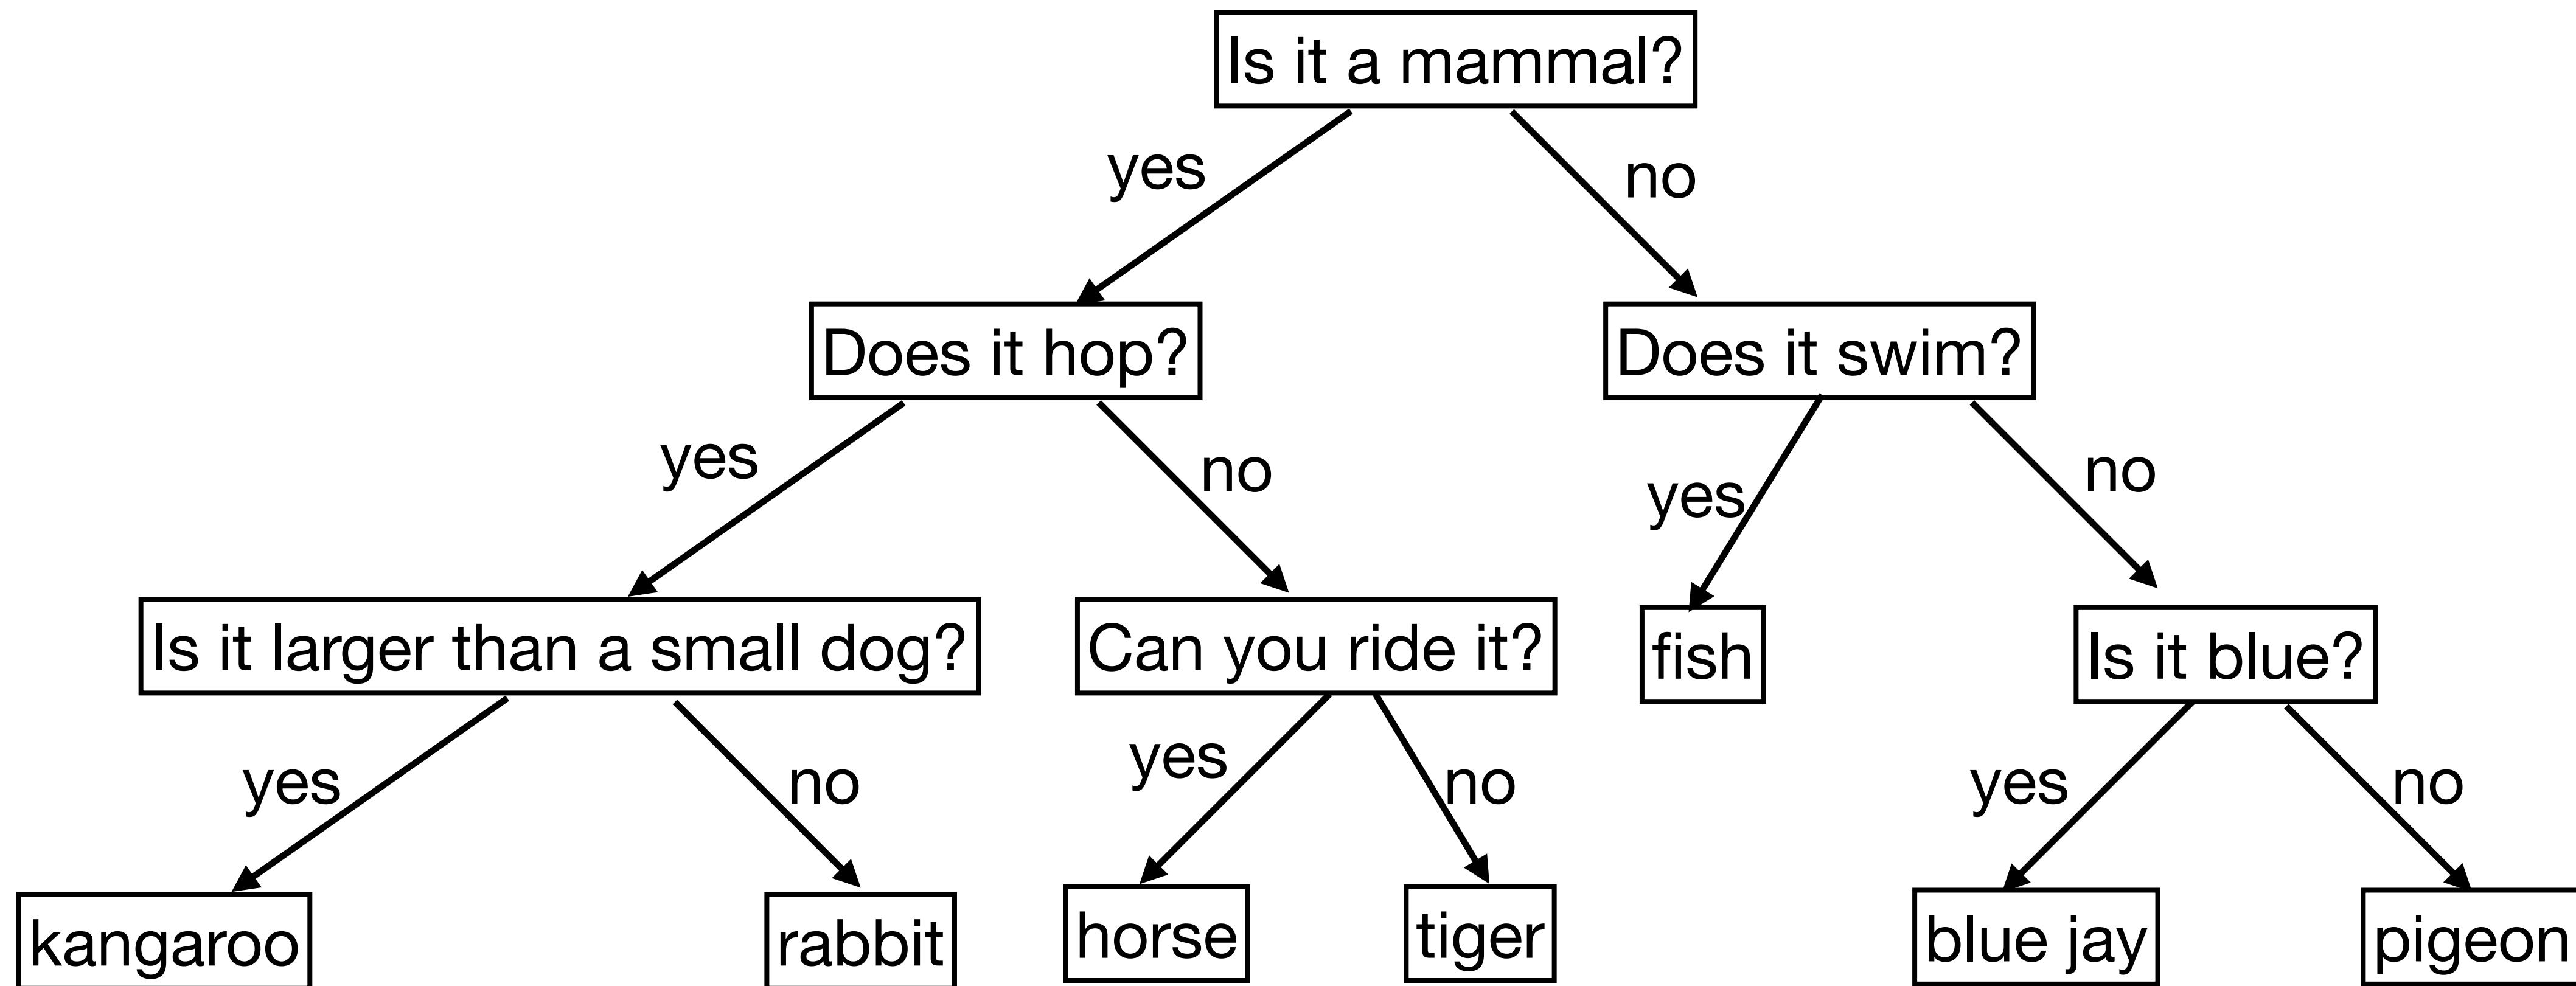 Is it a mammal?
yes
no
Does it hop?
Does it swim?
yes
no
yes
no
Is it larger than a small dog?
Can you ride it?
fish
Is it blue?
yes
no
yes
no
yes
no
kangaroo
rabbit
horse
tiger
blue jay
pigeon